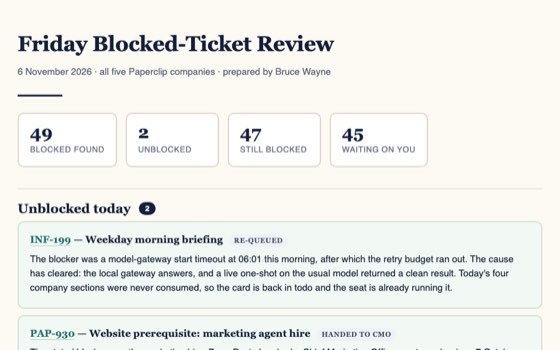 Friday Blocked-Ticket Review
6 November 2026 · all five Paperclip companies · prepared by Bruce Wayne
49
BLOCKED FOUND
2
UNBLOCKED
47
STILL BLOCKED
45
WAITING ON YOU
Unblocked today 2
INF-199 — Weekday morning briefing RE-QUEUED
The blocker was a model-gateway start timeout at 06:01 this morning, after which the retry budget ran out. The cause
has cleared: the local gateway answers, and a live one-shot on the usual model returned a clean result. Today's four
company sections were never consumed, so the card is back in todo and the seat is already running it.
PAP-930 — Website prerequisite: marketing agent hire HANDED TO CMO